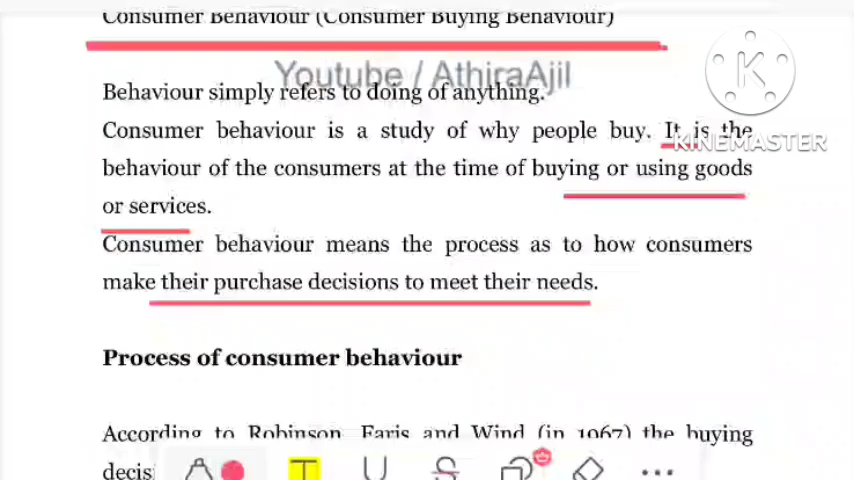 Consumer Behaviour (Consumer Buying Behaviour)
Youtube / AthiraAjil
Behaviour simply refers to doing of anything.
Consumer behaviour is a study of why people buy. It is the
KINEMASTER
behaviour of the consumers at the time of buying or using goods
or services.
Consumer behaviour means the process as to how consumers
make their purchase decisions to meet their needs.
Process of consumer behaviour
According to Robinson, Faris and Wind (in 1967) the buying